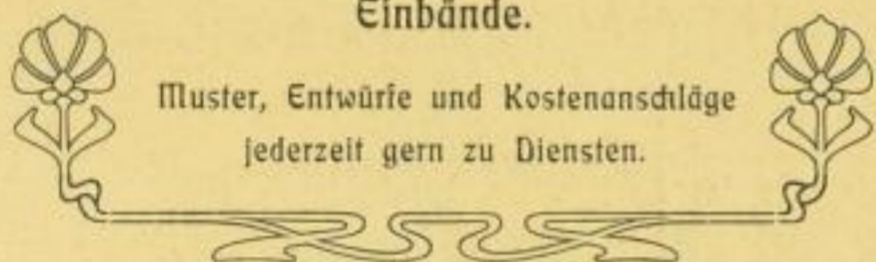 Einbände.
Muster, Entwürfe und Kostenanschläge
jederzeit gern zu Diensten.